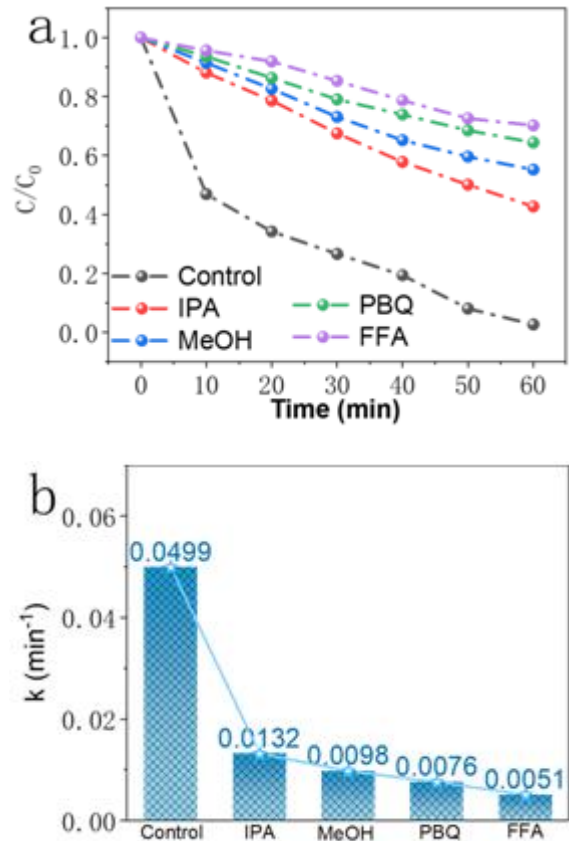 a
1.0
0.8
0.6
0.4
0.2
0.0
C/C₀
Control
IPA
MeOH
PBQ
FFA
0 10 20 30 40 50 60
Time (min)
b
0.06
0.04
0.02
0.00
k (min⁻¹)
0.0499
0.0132
0.0098
0.0076
0.0051
Control IPA MeOH PBQ FFA